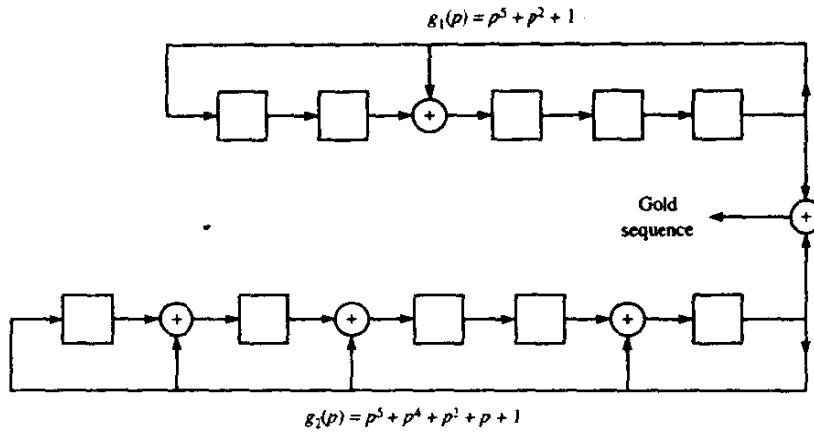 g₁(p) = p⁵ + p² + 1
+
Gold
sequence
+
+
+
+
g₂(p) = p⁵ + p⁴ + p² + p + 1